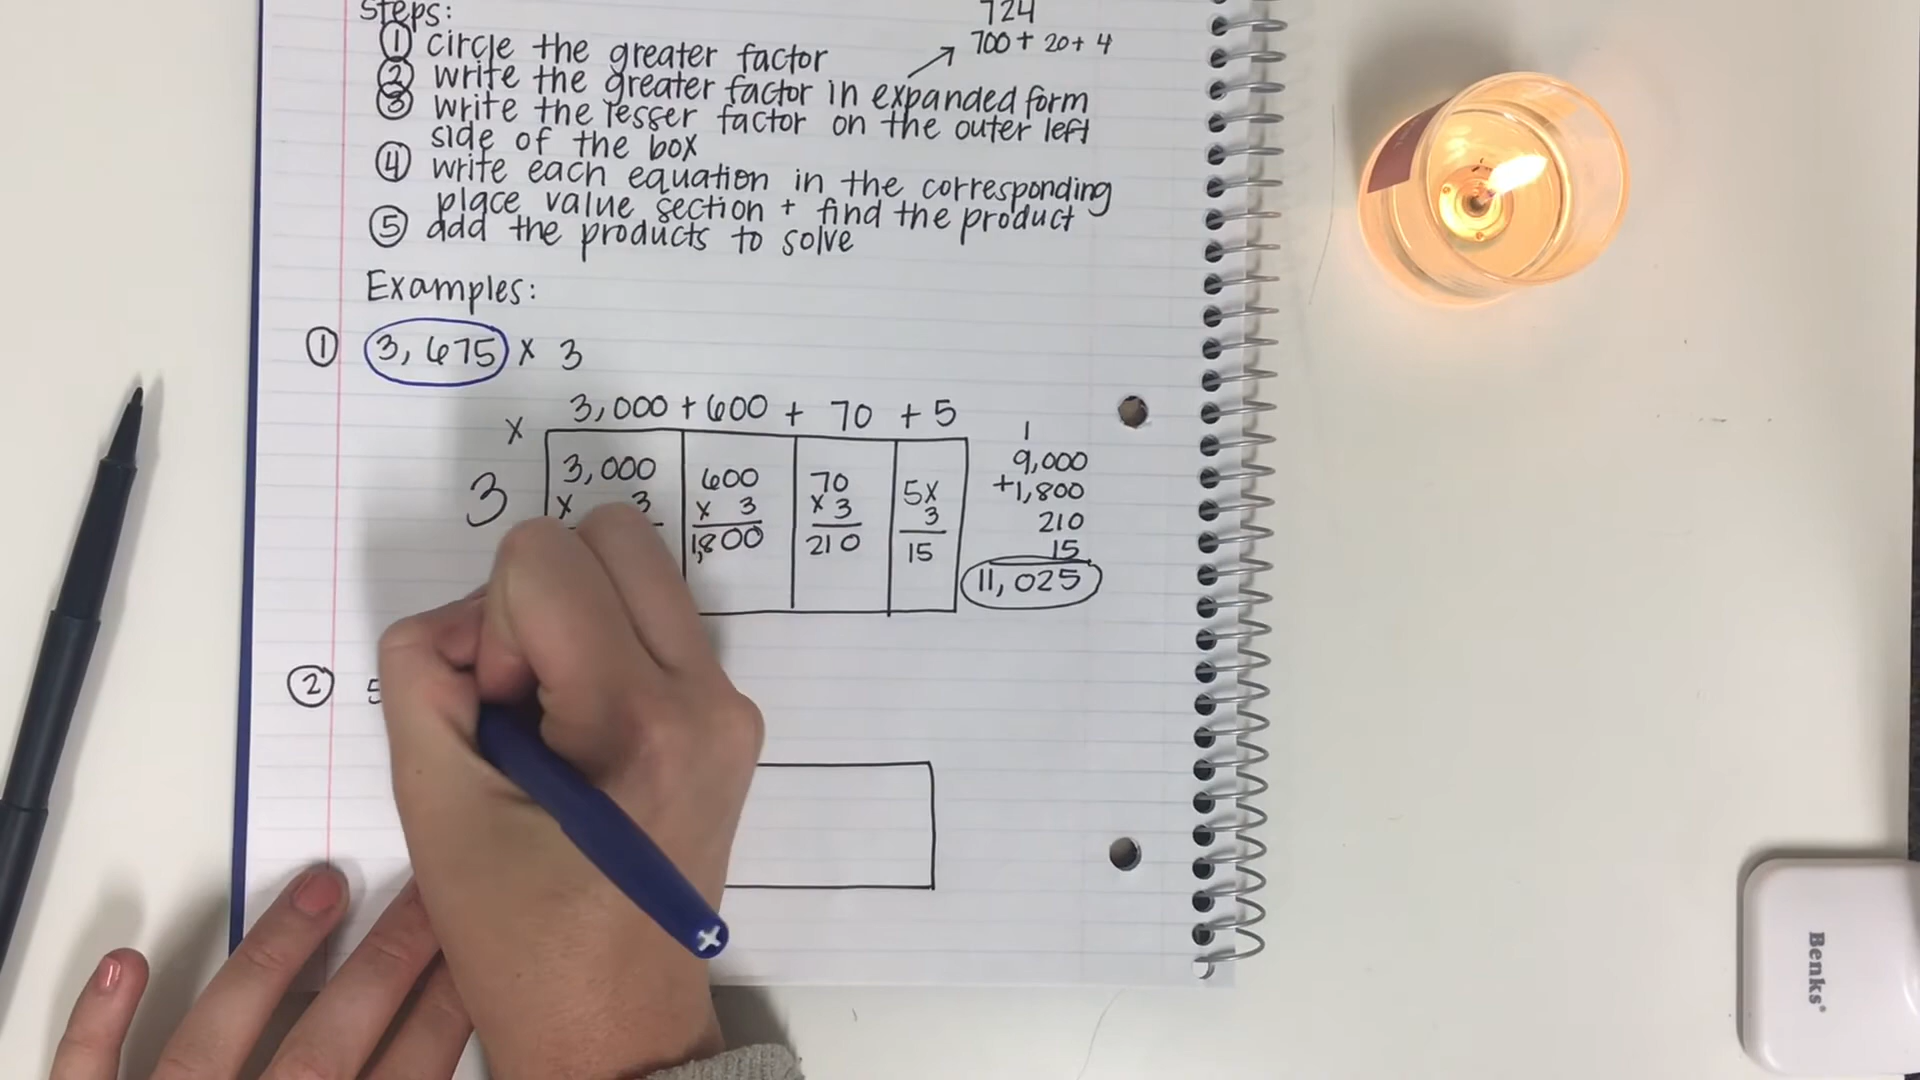 steps:
724
700 + 20 + 4
① circle the greater factor
② write the greater factor in expanded form
③ write the lesser factor on the outer left
side of the box
④ write each equation in the corresponding
place value section + find the product
⑤ add the products to solve
Examples:
① 3,675 x 3
3,000 + 600 + 70 + 5
x
3
3,000
x 3
600
x 3
1,800
70
x 3
210
5x
3
15
1
9,000
+1,800
210
15
11,025
② 5
Benks®